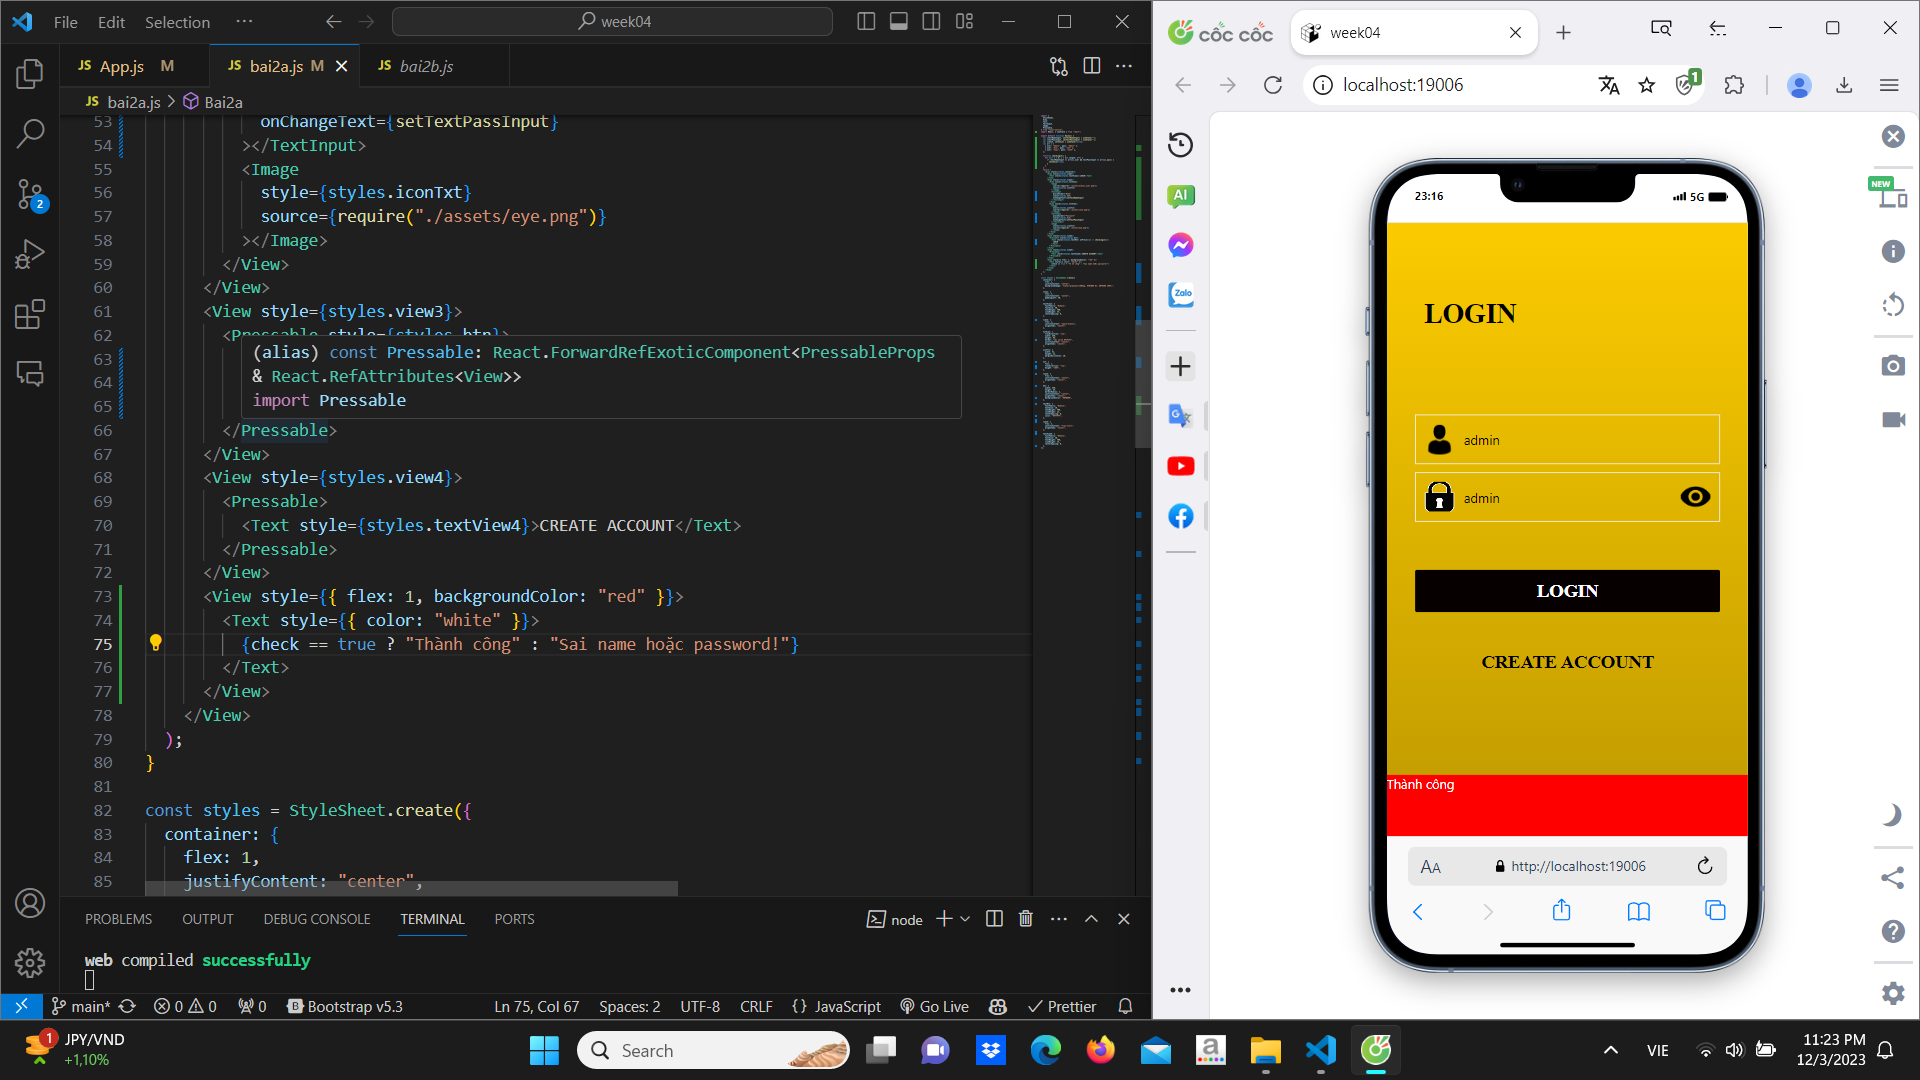 File Edit Selection ··· week04
JS App.js M JS bai2a.js M JS bai2b.js
JS bai2a.js > Bai2a
53 onChangeText={setTextPassInput}
54 ></TextInput>
55 <Image
56 style={styles.iconTxt}
57 source={require("./assets/eye.png")}
58 ></Image>
59 </View>
60 </View>
61 <View style={styles.view3}>
62 <Pressable style={styles.btn}>
63 (alias) const Pressable: React.ForwardRefExoticComponent<PressableProps
64 & React.RefAttributes<View>>
65 import Pressable
66 </Pressable>
67 </View>
68 <View style={styles.view4}>
69 <Pressable>
70 <Text style={styles.textView4}>CREATE ACCOUNT</Text>
71 </Pressable>
72 </View>
73 <View style={{ flex: 1, backgroundColor: "red" }}>
74 <Text style={{ color: "white" }}>
75 {check == true ? "Thành công" : "Sai name hoặc password!"}
76 </Text>
77 </View>
78 </View>
79 );
80 }
81
82 const styles = StyleSheet.create({
83 container: {
84 flex: 1,
85 justifyContent: "center",
PROBLEMS OUTPUT DEBUG CONSOLE TERMINAL PORTS node
web compiled successfully
2
main* 0 0 0 Bootstrap v5.3 Ln 75, Col 67 Spaces: 2 UTF-8 CRLF {} JavaScript Go Live Prettier
cốc cốc week04
localhost:19006 1
AI
Zalo
NEW
23:16 5G
LOGIN
admin
admin
LOGIN
CREATE ACCOUNT
Thành công
AA http://localhost:19006
1 JPY/VND
+1,10%
Search
a
VIE
11:23 PM
12/3/2023